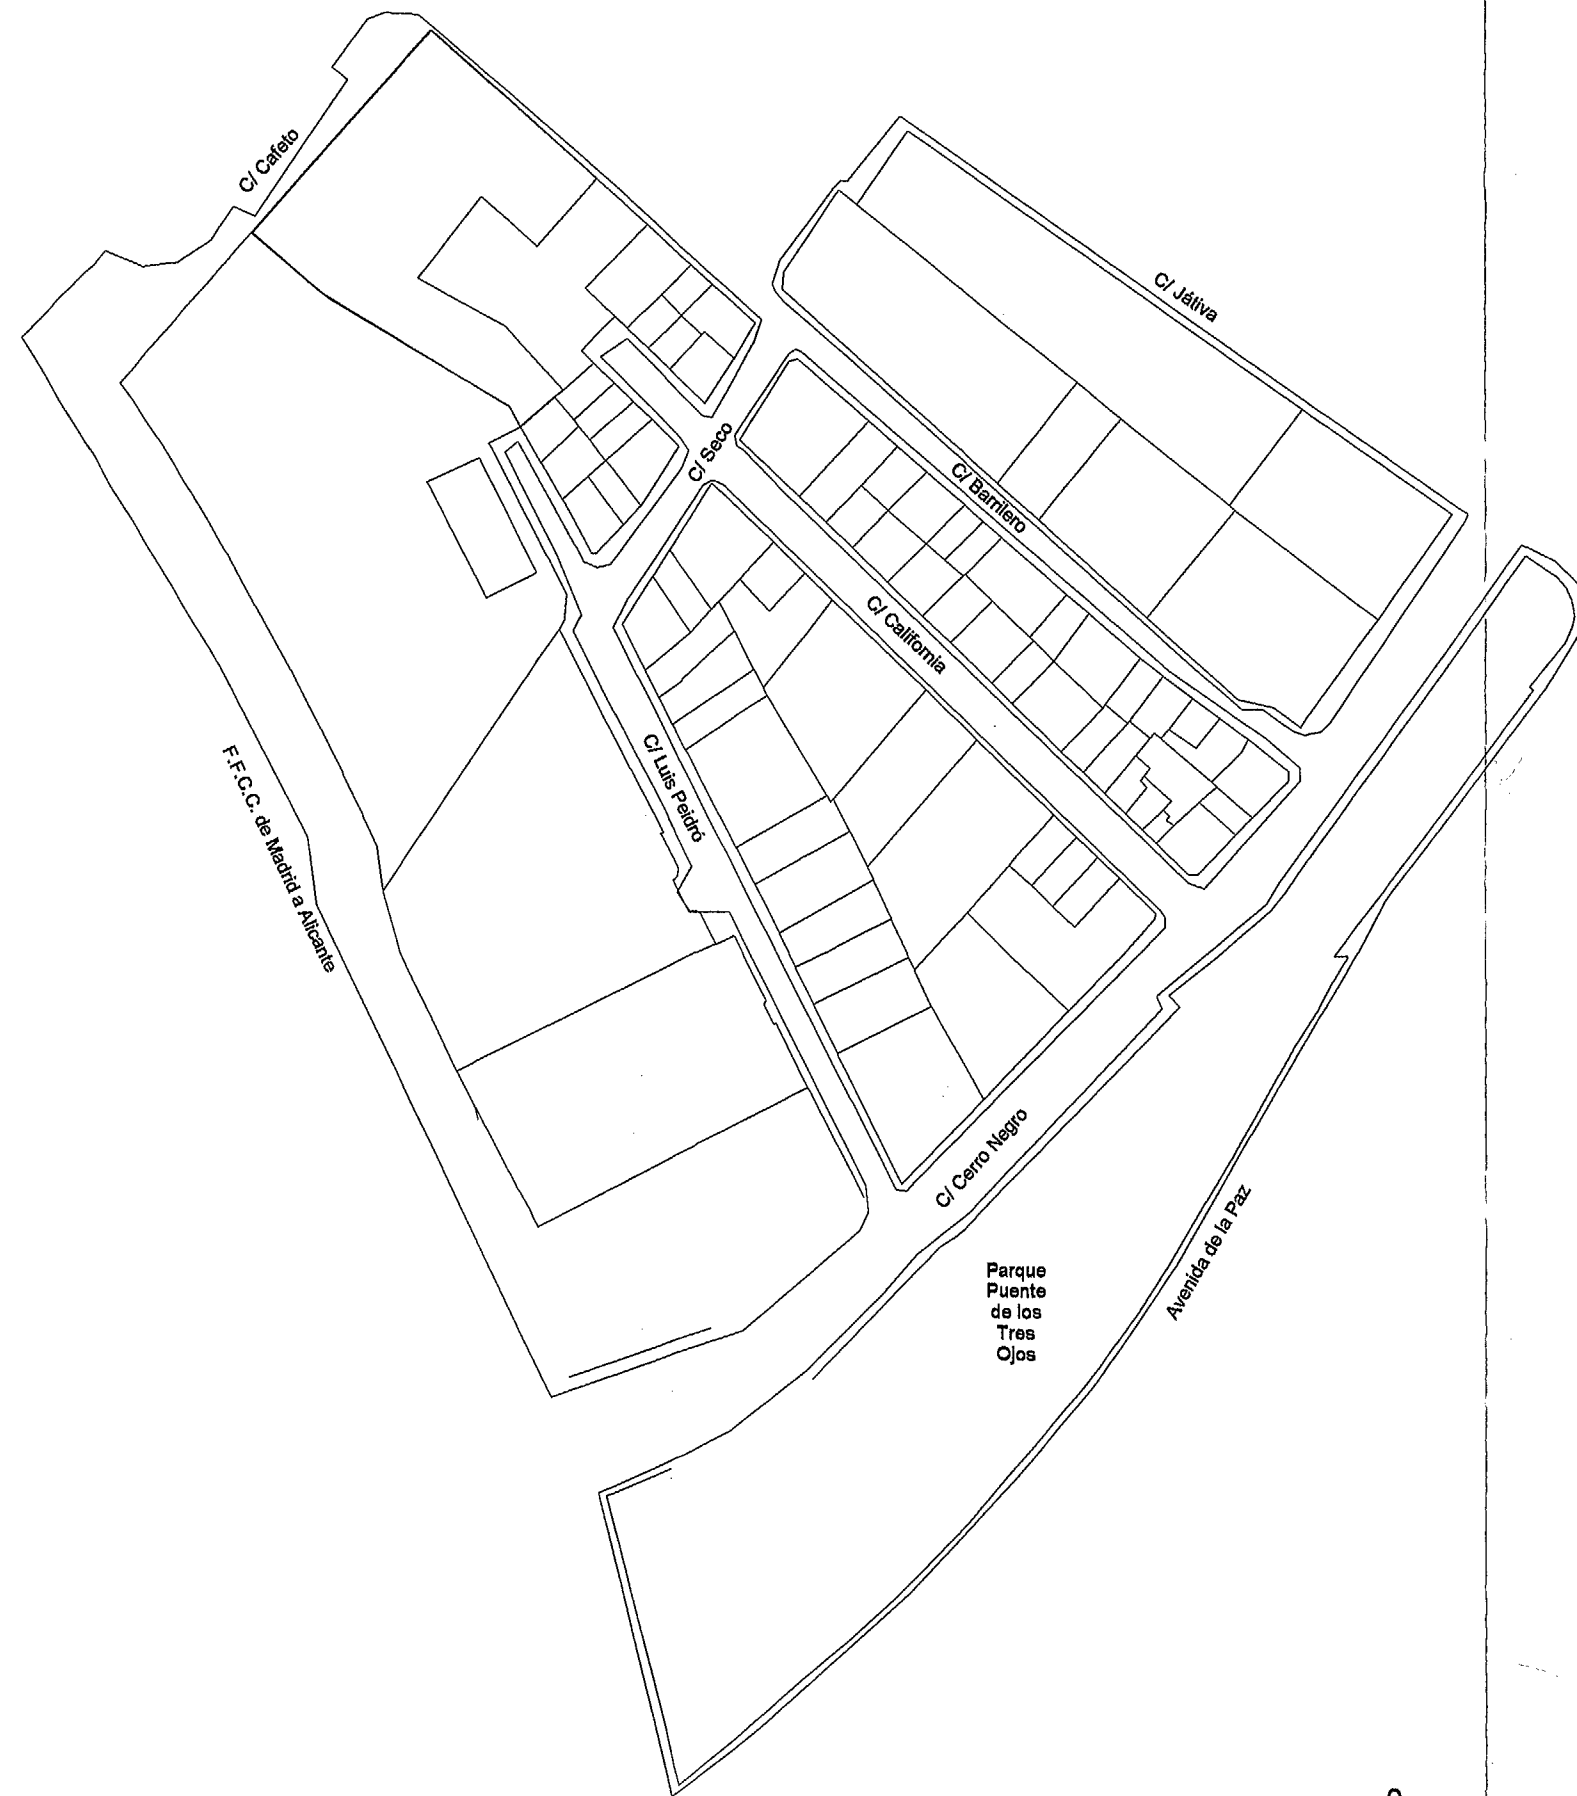 C/ Cafeto
C/ Játiva
C/ Seco
C/ Barrilero
C/ California
C/ Luis Peidró
F.F.C.C. de Madrid a Alicante
C/ Cerro Negro
Avenida de la Paz
Parque
Puente
de los
Tres
Ojos